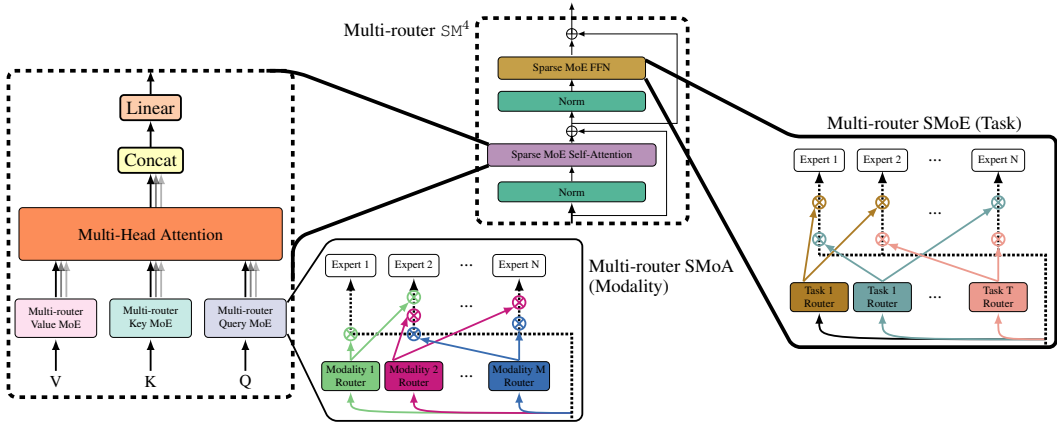 Multi-router SM⁴
Sparse MoE FFN
Norm
Sparse MoE Self-Attention
Norm
Linear
Concat
Multi-Head Attention
Multi-router
Value MoE
Multi-router
Key MoE
Multi-router
Query MoE
V
K
Q
Multi-router SMoA
(Modality)
Expert 1
Expert 2
...
Expert N
Modality 1
Router
Modality 2
Router
...
Modality M
Router
Multi-router SMoE (Task)
Expert 1
Expert 2
...
Expert N
...
...
Task 1
Router
Task 1
Router
...
Task T
Router
...